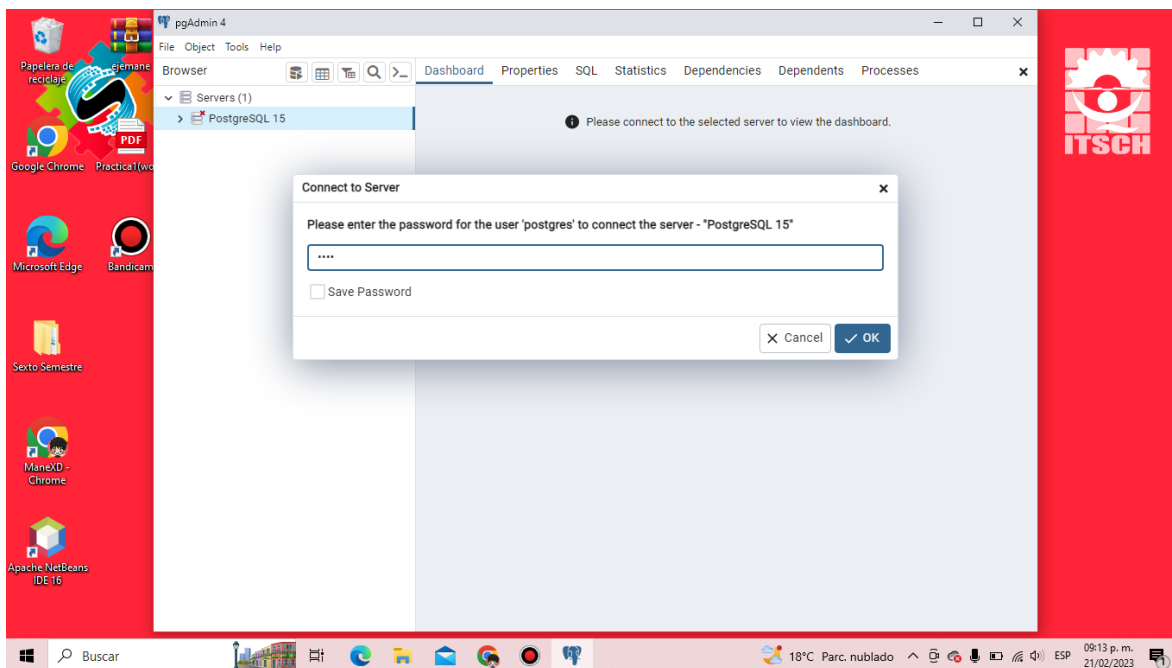 Papelera de
reciclaje
ejemane
Google Chrome
PDF
Practica1(wo
Microsoft Edge
Bandicam
Sexto Semestre
ManeXD -
Chrome
Apache NetBeans
IDE 16
pgAdmin 4
File Object Tools Help
Browser
Dashboard Properties SQL Statistics Dependencies Dependents Processes
Servers (1)
PostgreSQL 15
Please connect to the selected server to view the dashboard.
Connect to Server
Please enter the password for the user 'postgres' to connect the server - "PostgreSQL 15"
••••
Save Password
Cancel
OK
ITSCH
Buscar
18°C Parc. nublado
ESP
09:13 p. m.
21/02/2023